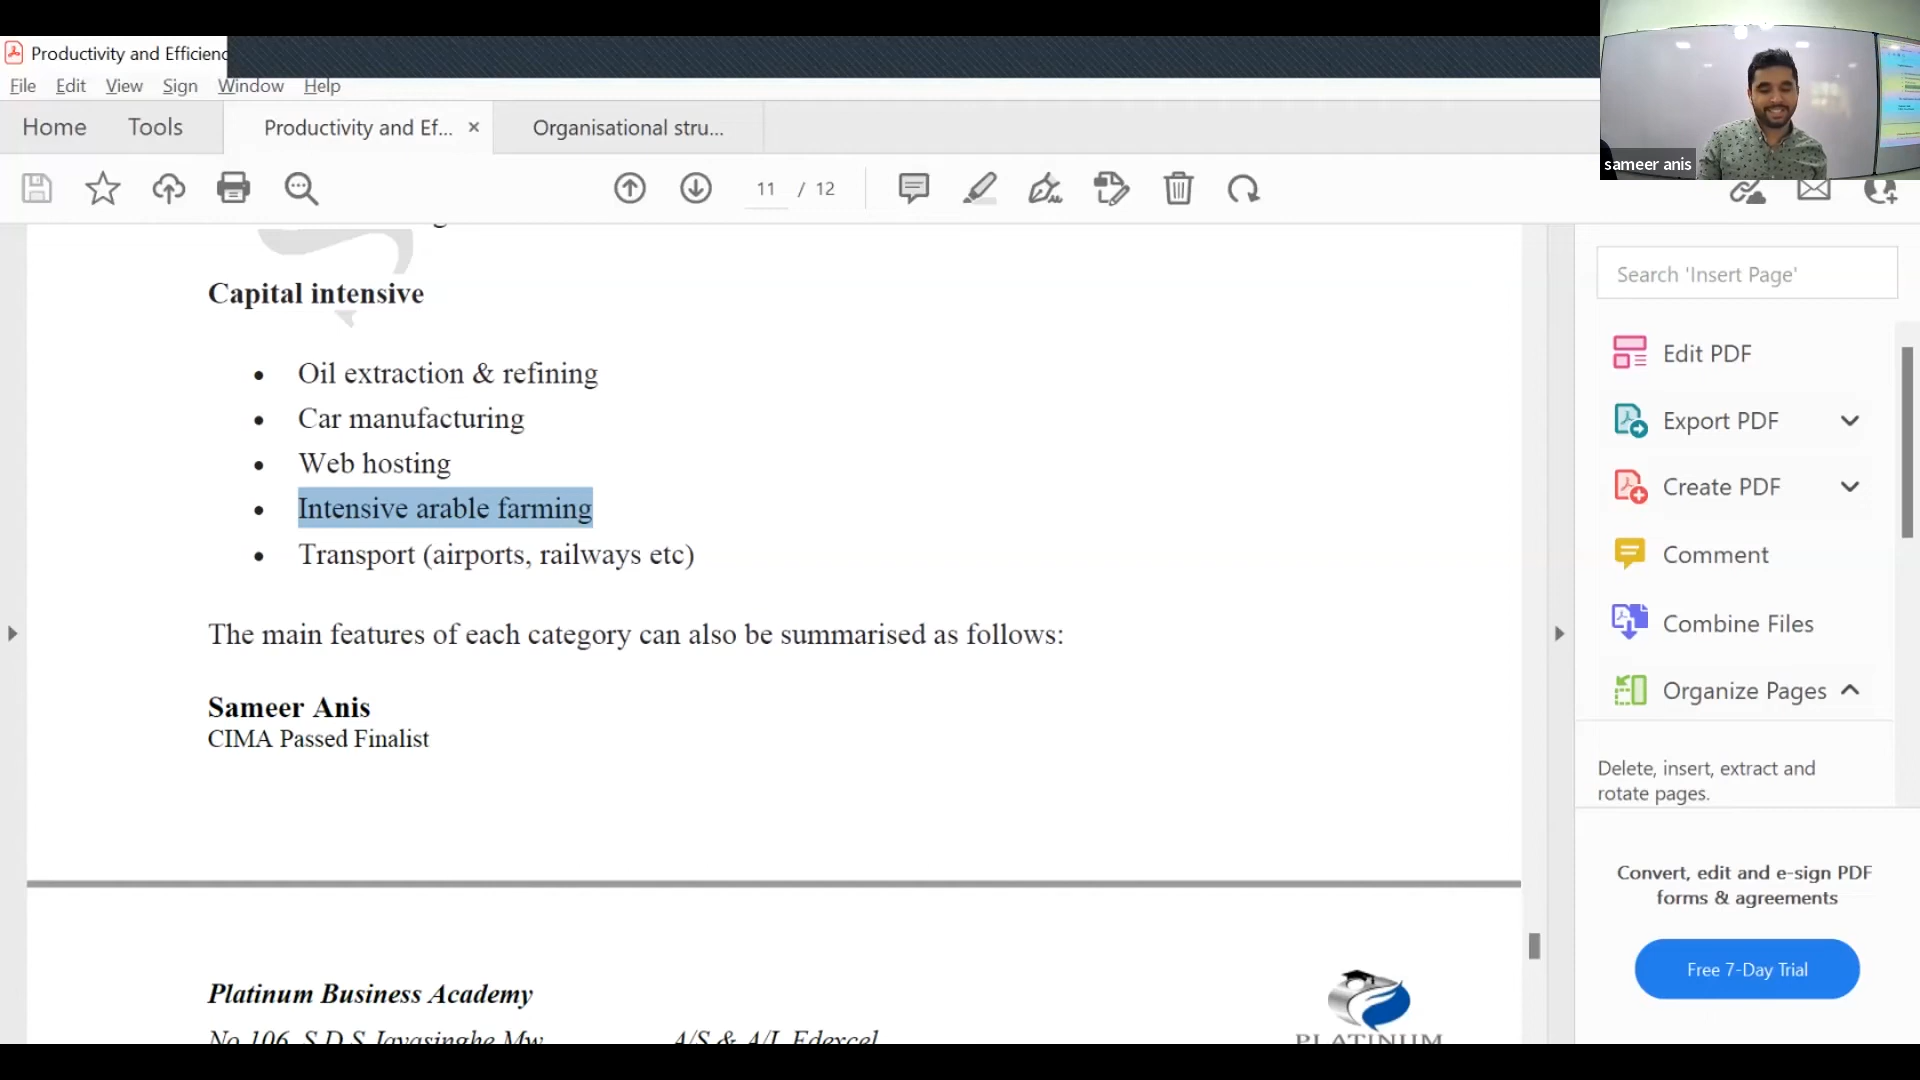 Productivity and Efficienc
File Edit View Sign Window Help
Home Tools Productivity and Ef... × Organisational stru...
sameer anis
11 / 12
Search 'Insert Page'
Capital intensive
• Oil extraction & refining
• Car manufacturing
• Web hosting
• Intensive arable farming
• Transport (airports, railways etc)
The main features of each category can also be summarised as follows:
Sameer Anis
CIMA Passed Finalist
Edit PDF
Export PDF
Create PDF
Comment
Combine Files
Organize Pages
Delete, insert, extract and
rotate pages.
Convert, edit and e-sign PDF
forms & agreements
Free 7-Day Trial
Platinum Business Academy
No 106, S.D.S Jayasinghe Mw A/S & A/L Edexcel
PLATINUM